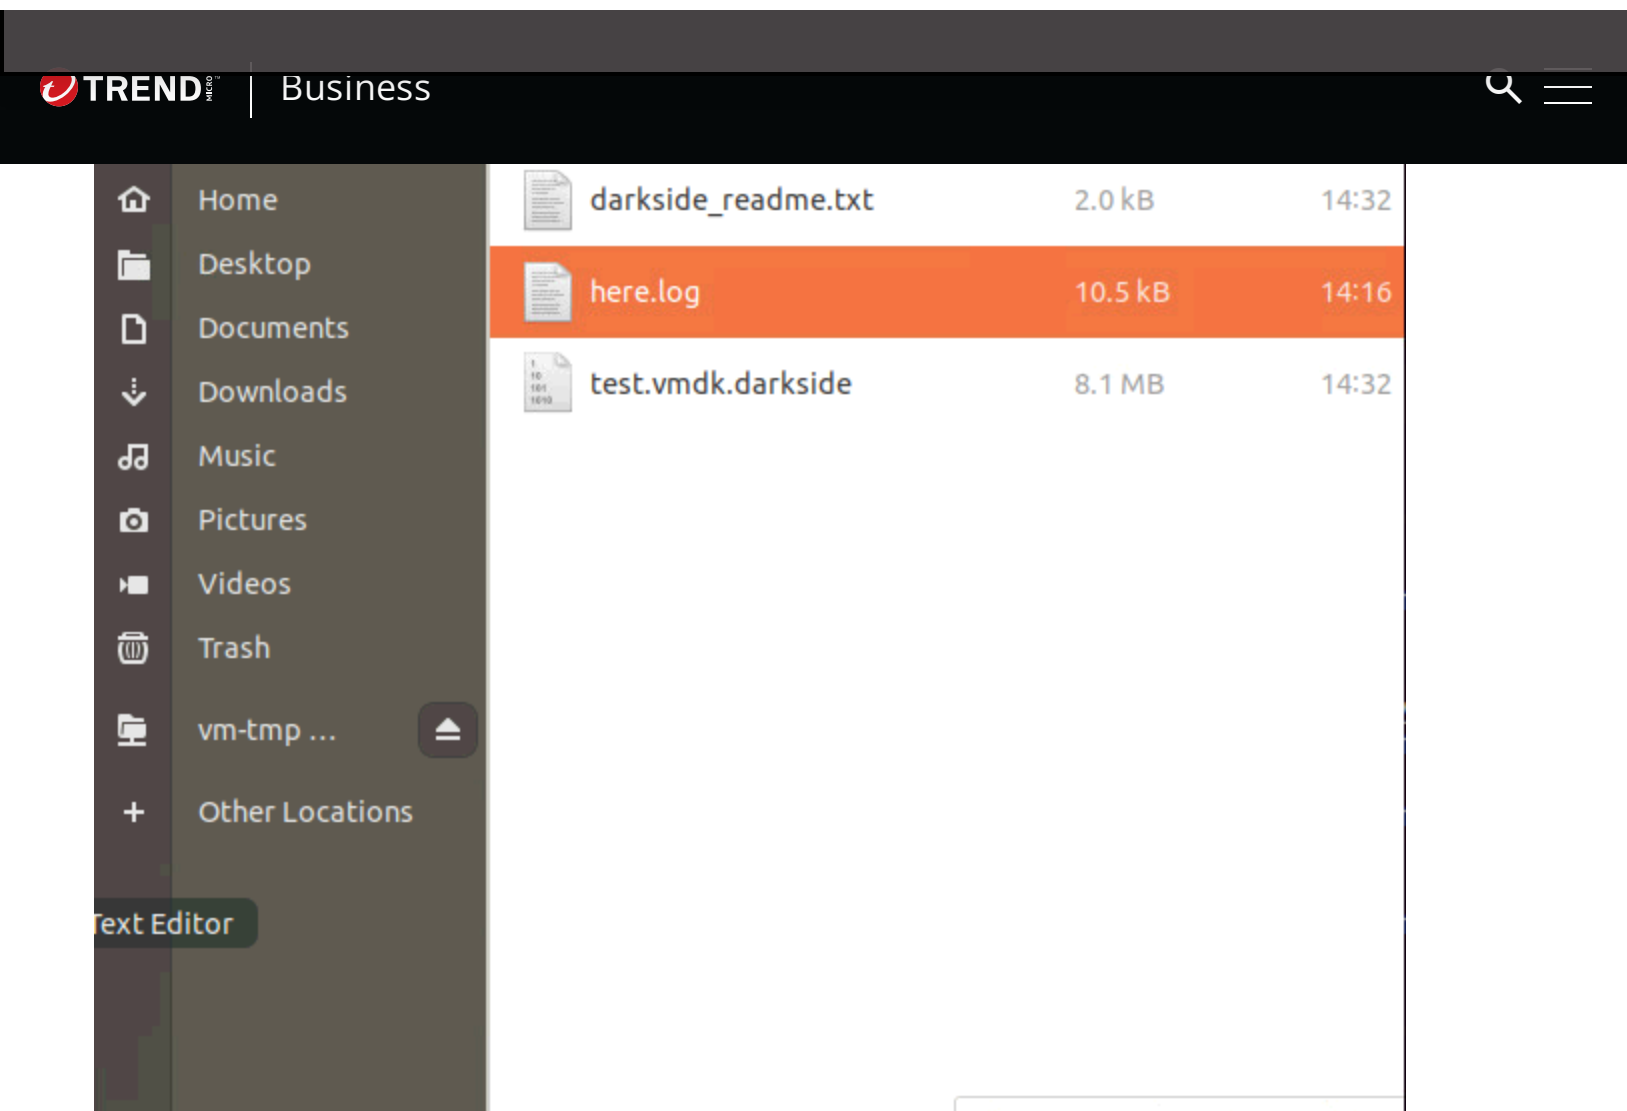 TREND MICRO Business
Home
Desktop
Documents
Downloads
Music
Pictures
Videos
Trash
vm-tmp ...
Other Locations
Text Editor
darkside_readme.txt 2.0 kB 14:32
here.log 10.5 kB 14:16
test.vmdk.darkside 8.1 MB 14:32